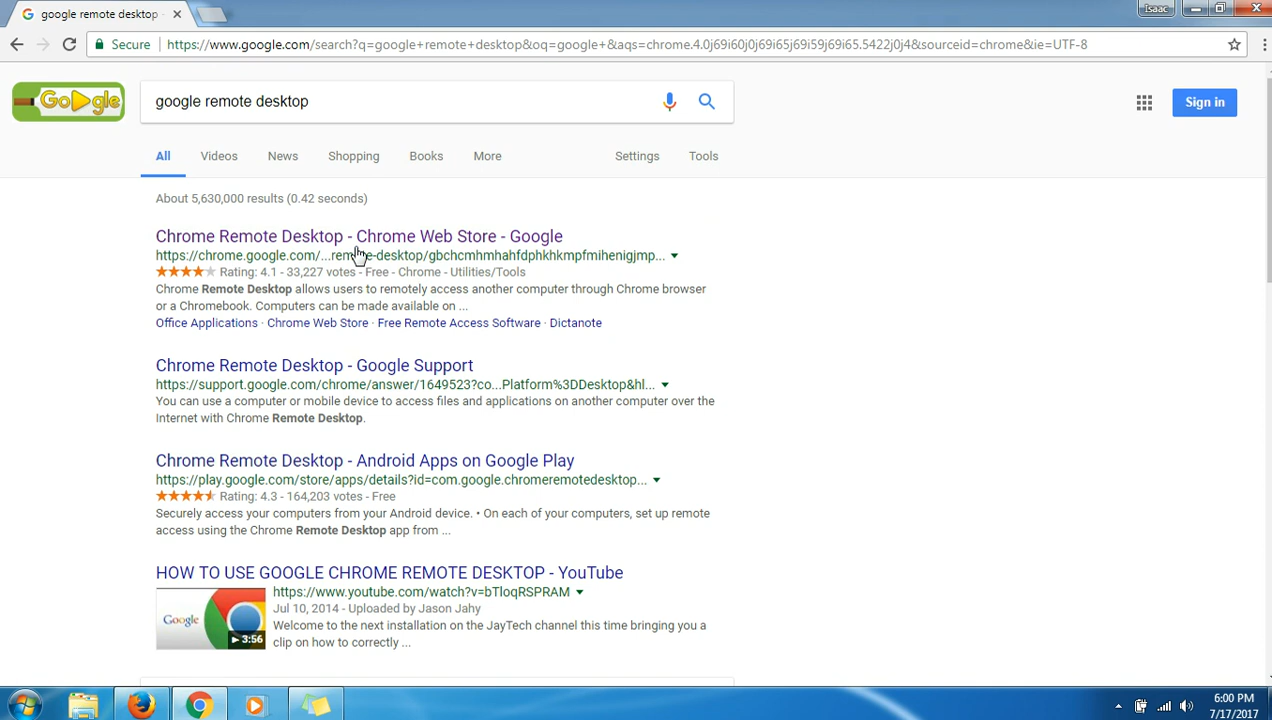 google remote desktop
Isaac
Secure
https://www.google.com/search?q=google+remote+desktop&oq=google+&aqs=chrome.4.0j69i60j0j69i65j69i59j69i65.5422j0j4&sourceid=chrome&ie=UTF-8
Google
google remote desktop
Sign in
All Videos News Shopping Books More Settings Tools
About 5,630,000 results (0.42 seconds)
Chrome Remote Desktop - Chrome Web Store - Google
https://chrome.google.com/...remote-desktop/gbchcmhmhahfdphkhkmpfmihenigjmp...
Rating: 4.1 - 33,227 votes - Free - Chrome - Utilities/Tools
Chrome Remote Desktop allows users to remotely access another computer through Chrome browser
or a Chromebook. Computers can be made available on ...
Office Applications · Chrome Web Store · Free Remote Access Software · Dictanote
Chrome Remote Desktop - Google Support
https://support.google.com/chrome/answer/1649523?co...Platform%3DDesktop&hl...
You can use a computer or mobile device to access files and applications on another computer over the
Internet with Chrome Remote Desktop.
Chrome Remote Desktop - Android Apps on Google Play
https://play.google.com/store/apps/details?id=com.google.chromeremotedesktop...
Rating: 4.3 - 164,203 votes - Free
Securely access your computers from your Android device. • On each of your computers, set up remote
access using the Chrome Remote Desktop app from ...
HOW TO USE GOOGLE CHROME REMOTE DESKTOP - YouTube
https://www.youtube.com/watch?v=bTloqRSPRAM
Jul 10, 2014 - Uploaded by Jason Jahy
Welcome to the next installation on the JayTech channel this time bringing you a
clip on how to correctly ...
Google
3:56
6:00 PM
7/17/2017